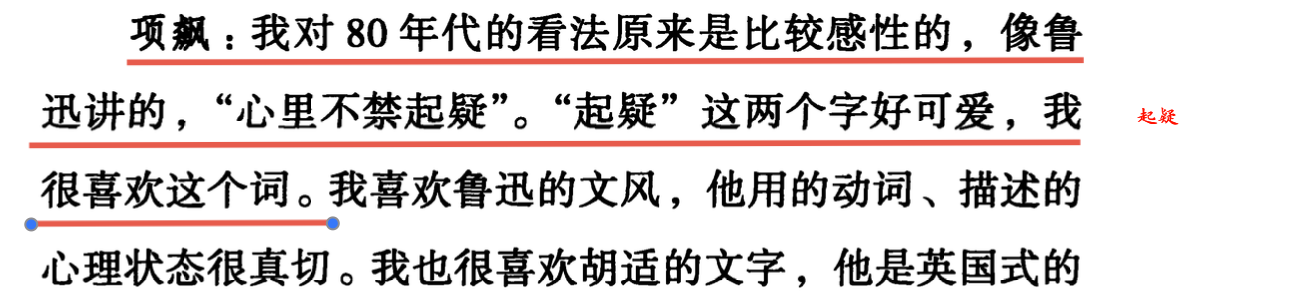 项飙：我对 80 年代的看法原来是比较感性的，像鲁
迅讲的，“心里不禁起疑”。“起疑”这两个字好可爱，我
起疑
很喜欢这个词。我喜欢鲁迅的文风，他用的动词、描述的
心理状态很真切。我也很喜欢胡适的文字，他是英国式的